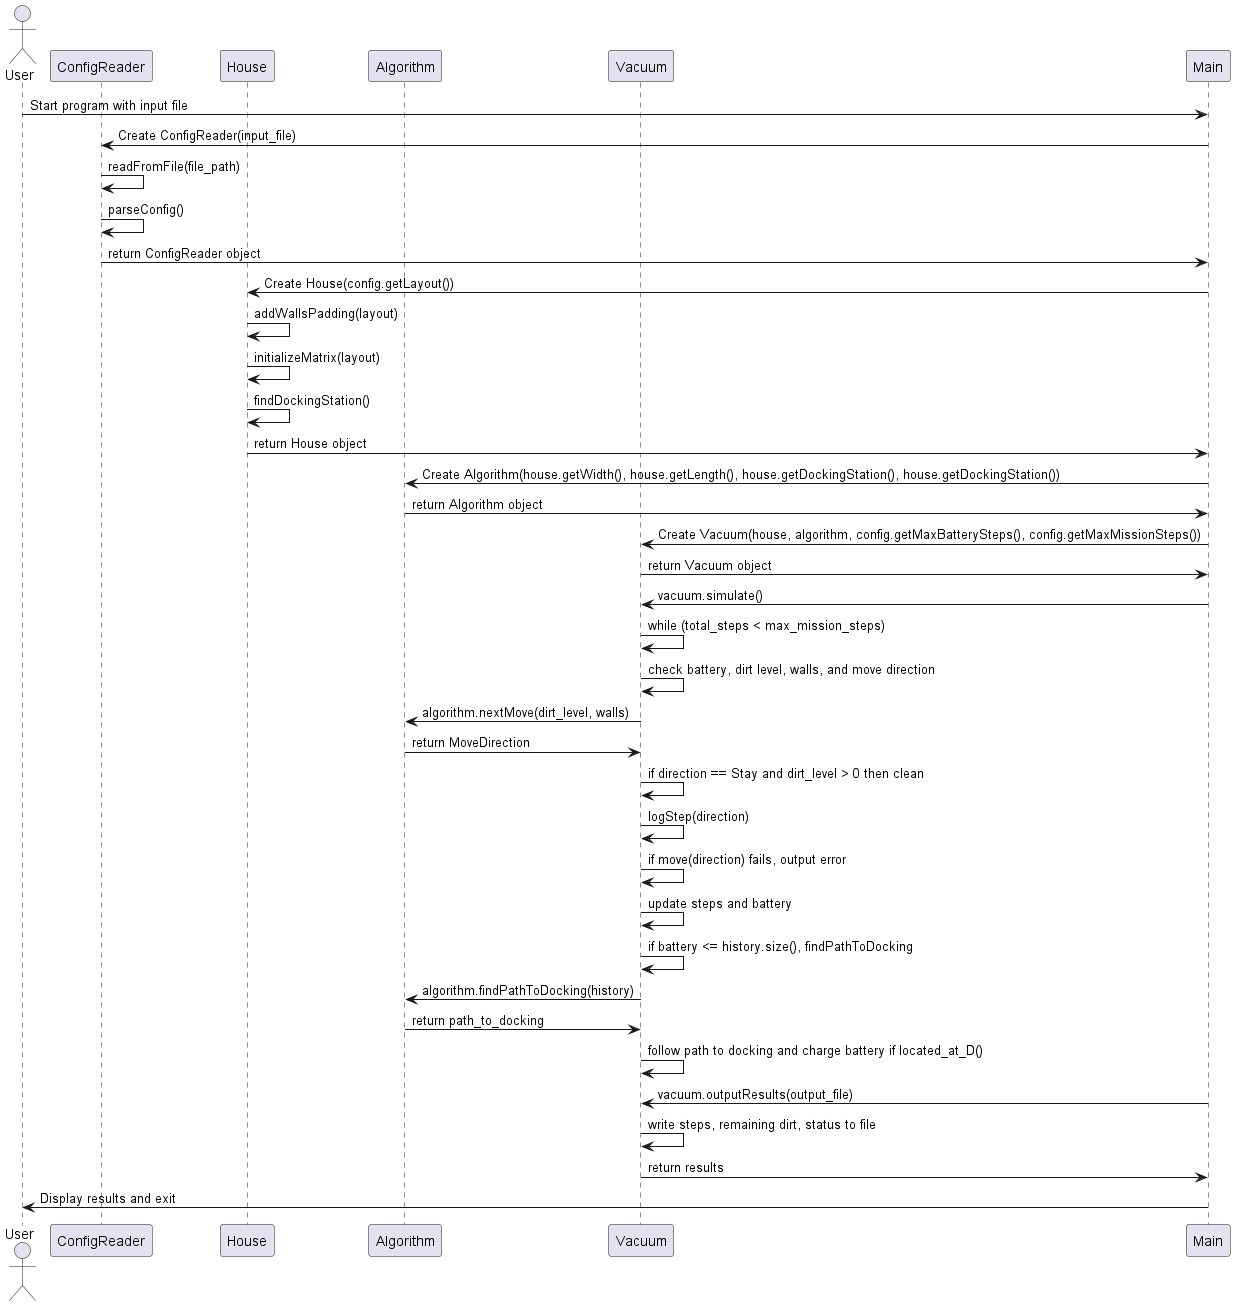 User
ConfigReader
House
Algorithm
Vacuum
Main
Start program with input file
Create ConfigReader(input_file)
readFromFile(file_path)
parseConfig()
return ConfigReader object
Create House(config.getLayout())
addWallsPadding(layout)
initializeMatrix(layout)
findDockingStation()
return House object
Create Algorithm(house.getWidth(), house.getLength(), house.getDockingStation(), house.getDockingStation())
return Algorithm object
Create Vacuum(house, algorithm, config.getMaxBatterySteps(), config.getMaxMissionSteps())
return Vacuum object
vacuum.simulate()
while (total_steps < max_mission_steps)
check battery, dirt level, walls, and move direction
algorithm.nextMove(dirt_level, walls)
return MoveDirection
if direction == Stay and dirt_level > 0 then clean
logStep(direction)
if move(direction) fails, output error
update steps and battery
if battery <= history.size(), findPathToDocking
algorithm.findPathToDocking(history)
return path_to_docking
follow path to docking and charge battery if located_at_D()
vacuum.outputResults(output_file)
write steps, remaining dirt, status to file
return results
Display results and exit
User
ConfigReader
House
Algorithm
Vacuum
Main